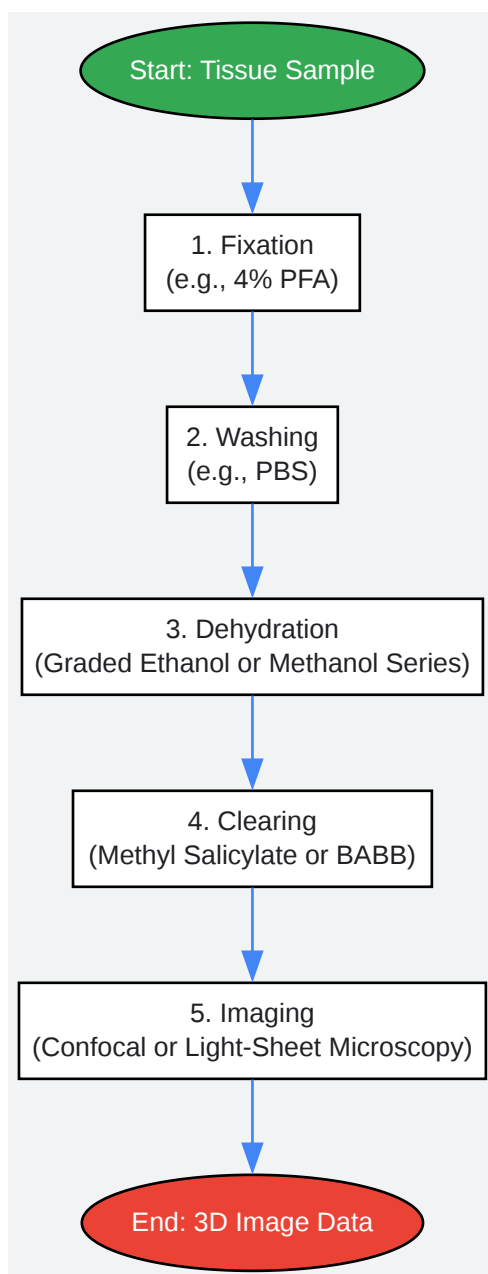 Start: Tissue Sample
1. Fixation
(e.g., 4% PFA)
2. Washing
(e.g., PBS)
3. Dehydration
(Graded Ethanol or Methanol Series)
4. Clearing
(Methyl Salicylate or BABB)
5. Imaging
(Confocal or Light-Sheet Microscopy)
End: 3D Image Data